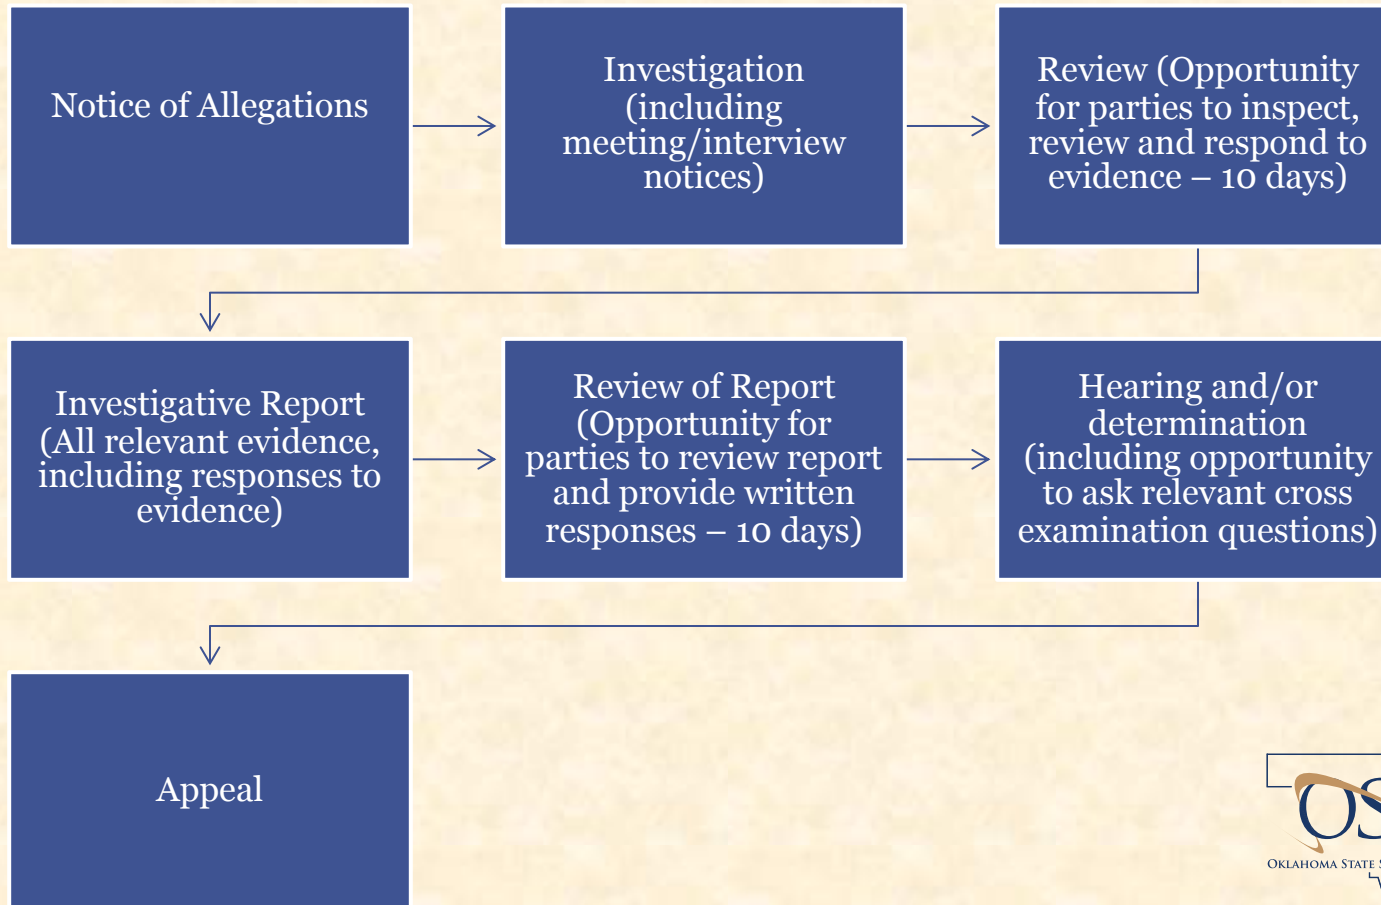 Notice of Allegations
Investigation
(including
meeting/interview
notices)
Review (Opportunity
for parties to inspect,
review and respond to
evidence – 10 days)
Investigative Report
(All relevant evidence,
including responses to
evidence)
Review of Report
(Opportunity for
parties to review report
and provide written
responses – 10 days)
Hearing and/or
determination
(including opportunity
to ask relevant cross
examination questions)
Appeal
OKLAHOMA STATE